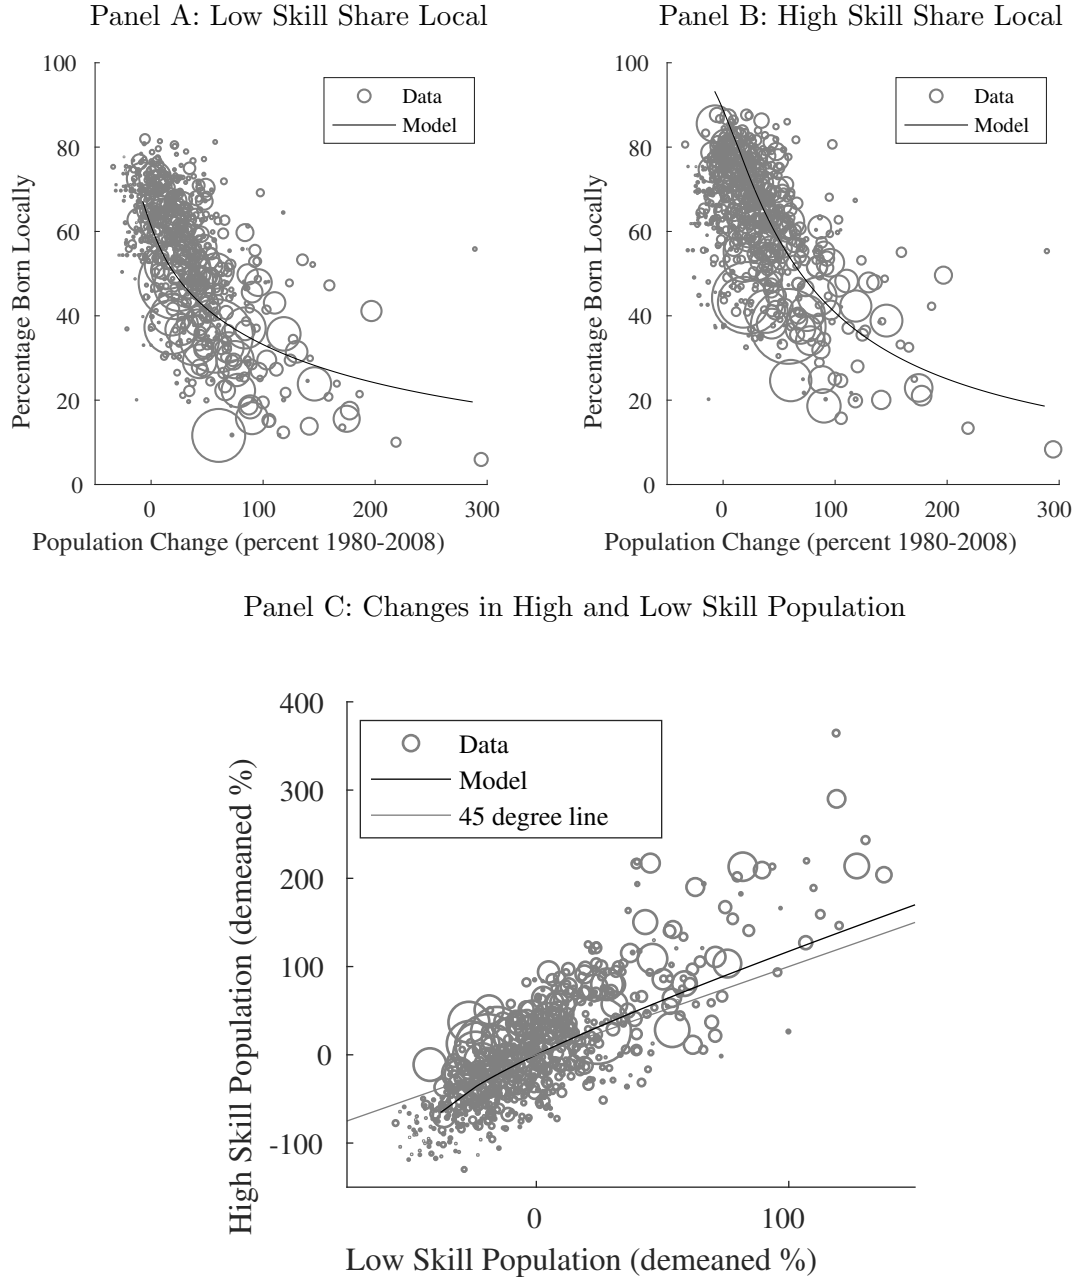 Panel A: Low Skill Share Local
100
80
60
40
20
0
Percentage Born Locally
Data
Model
0 100 200 300
Population Change (percent 1980-2008)
Panel B: High Skill Share Local
100
80
60
40
20
0
Percentage Born Locally
Data
Model
0 100 200 300
Population Change (percent 1980-2008)
Panel C: Changes in High and Low Skill Population
400
300
200
100
0
-100
High Skill Population (demeaned %)
Data
Model
45 degree line
0 100
Low Skill Population (demeaned %)